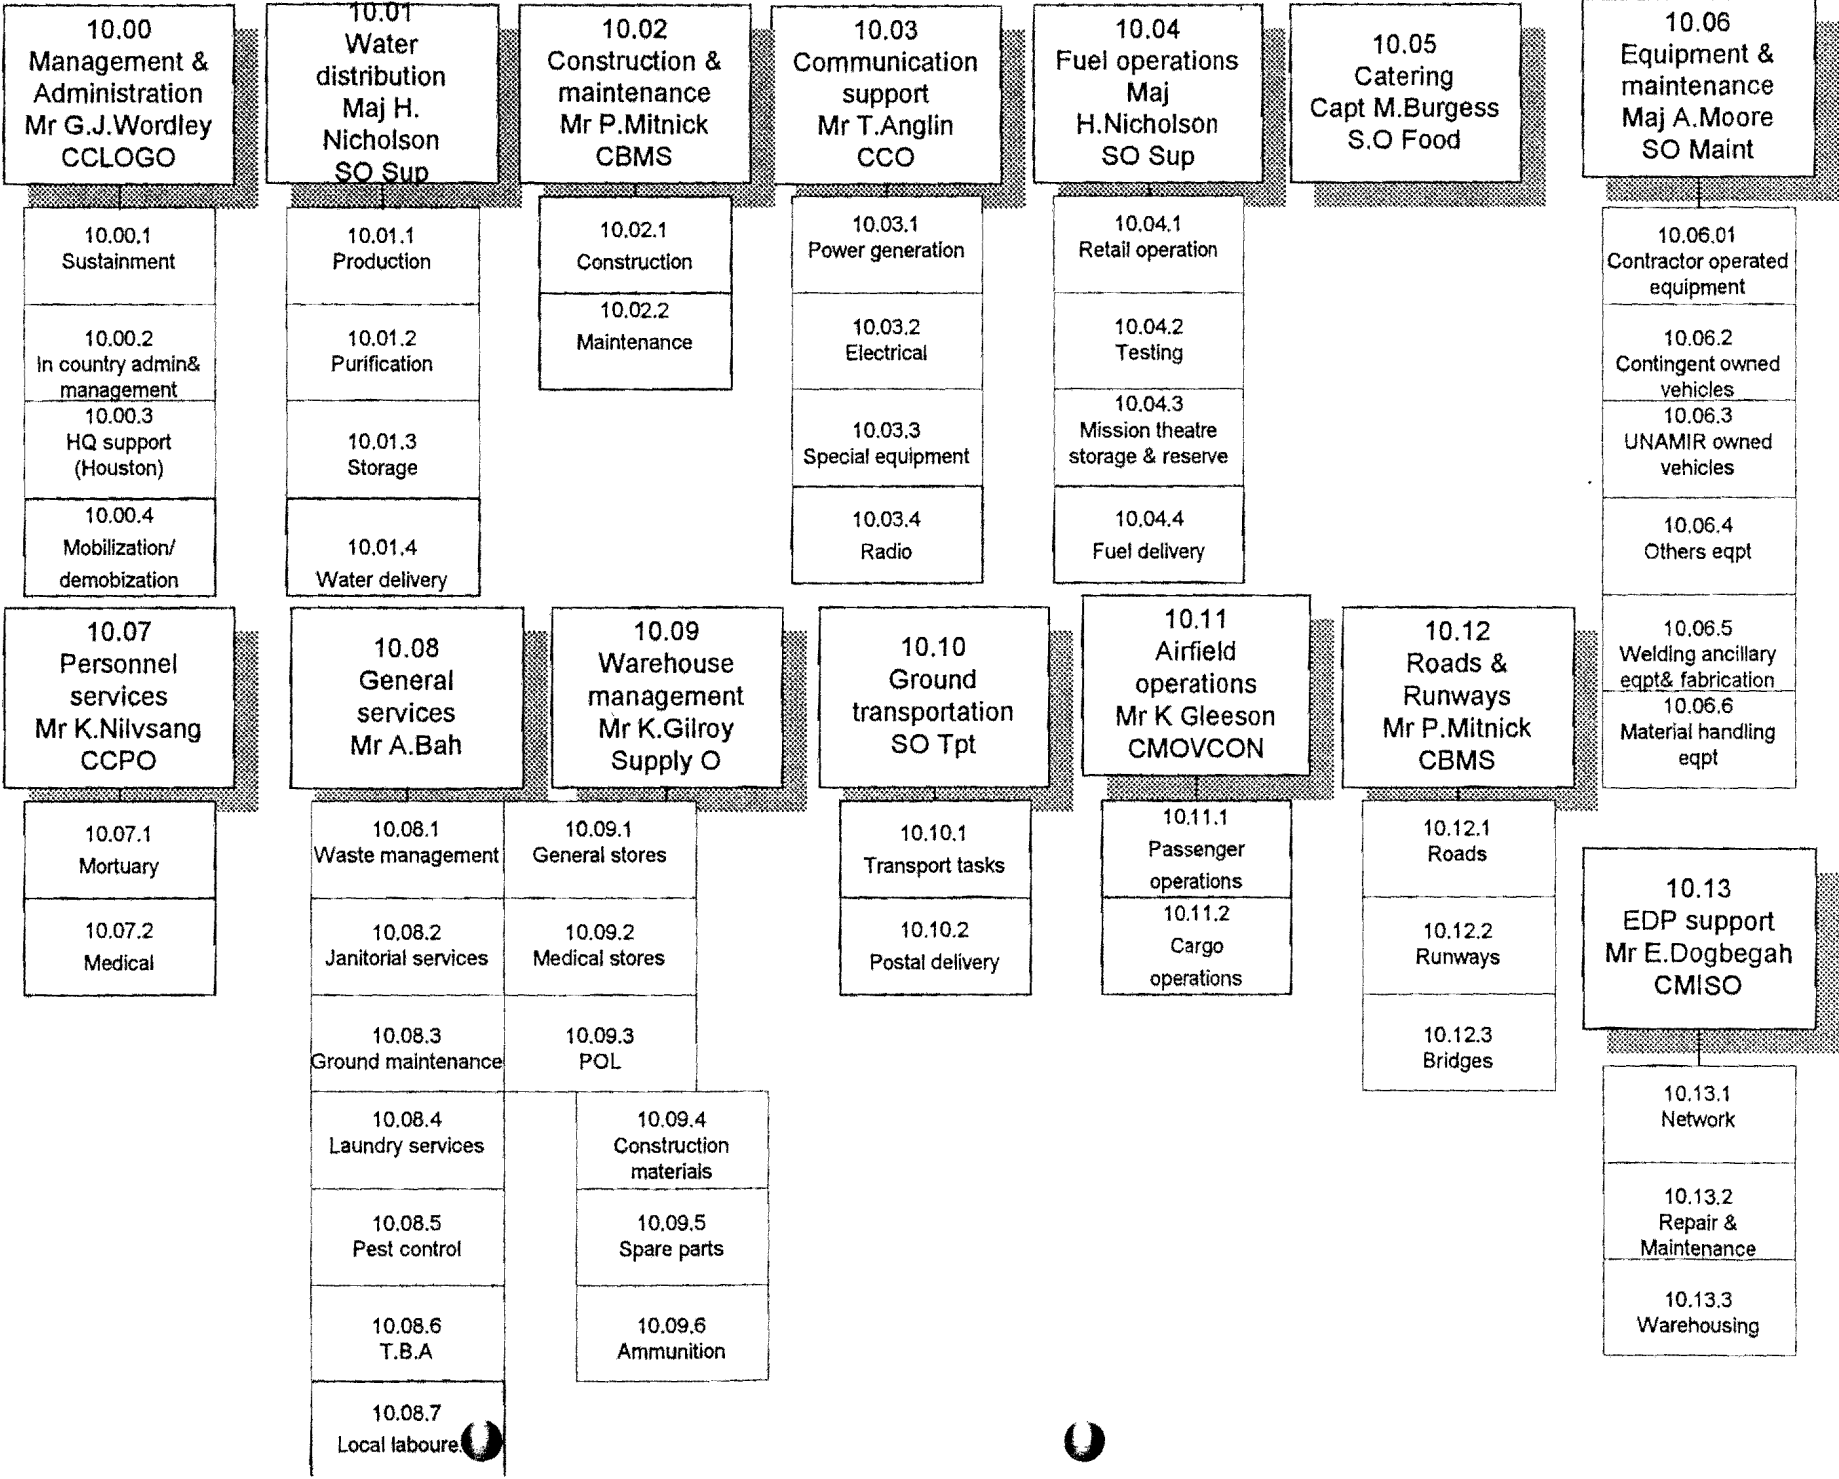 10.00
Management &
Administration
Mr G.J.Wordley
CCLOGO
10.00.1
Sustainment
10.00.2
In country admin&
management
10.00.3
HQ support
(Houston)
10.00.4
Mobilization/
demobization
10.01
Water
distribution
Maj H.
Nicholson
SO Sup
10.01.1
Production
10.01.2
Purification
10.01.3
Storage
10.01.4
Water delivery
10.02
Construction &
maintenance
Mr P.Mitnick
CBMS
10.02.1
Construction
10.02.2
Maintenance
10.03
Communication
support
Mr T.Anglin
CCO
10.03.1
Power generation
10.03.2
Electrical
10.03.3
Special equipment
10.03.4
Radio
10.04
Fuel operations
Maj
H.Nicholson
SO Sup
10.04.1
Retail operation
10.04.2
Testing
10.04.3
Mission theatre
storage & reserve
10.04.4
Fuel delivery
10.05
Catering
Capt M.Burgess
S.O Food
10.06
Equipment &
maintenance
Maj A.Moore
SO Maint
10.06.01
Contractor operated
equipment
10.06.2
Contingent owned
vehicles
10.06.3
UNAMIR owned
vehicles
10.06.4
Others eqpt
10.06.5
Welding ancillary
eqpt& fabrication
10.06.6
Material handling
eqpt
10.07
Personnel
services
Mr K.Nilvsang
CCPO
10.07.1
Mortuary
10.07.2
Medical
10.08
General
services
Mr A.Bah
10.08.1
Waste management
10.08.2
Janitorial services
10.08.3
Ground maintenance
10.08.4
Laundry services
10.08.5
Pest control
10.08.6
T.B.A
10.08.7
Local
10.09
Warehouse
management
Mr K.Gilroy
Supply O
10.09.1
General stores
10.09.2
Medical stores
10.09.3
POL
10.09.4
Construction
materials
10.09.5
Spare parts
10.09.6
Ammunition
10.10
Ground
transportation
SO Tpt
10.10.1
Transport tasks
10.10.2
Postal delivery
10.11
Airfield
operations
Mr K Gleeson
CMOVCON
10.11.1
Passenger
operations
10.11.2
Cargo
operations
10.12
Roads &
Runways
Mr P.Mitnick
CBMS
10.12.1
Roads
10.12.2
Runways
10.12.3
Bridges
10.13
EDP support
Mr E.Dogbegah
CMISO
10.13.1
Network
10.13.2
Repair &
Maintenance
10.13.3
Warehousing